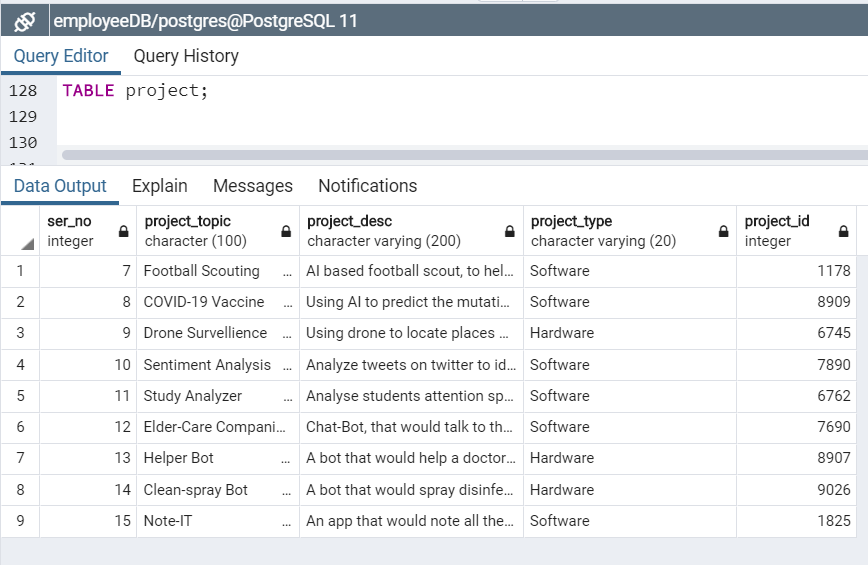 employeeDB/postgres@PostgreSQL 11
Query Editor Query History
128 TABLE project;
129
130
Data Output Explain Messages Notifications
ser_no project_topic project_desc project_type project_id
integer character (100) character varying (200) character varying (20) integer
1 7 Football Scouting ... AI based football scout, to hel... Software 1178
2 8 COVID-19 Vaccine ... Using AI to predict the mutati... Software 8909
3 9 Drone Survellience ... Using drone to locate places ... Hardware 6745
4 10 Sentiment Analysis ... Analyze tweets on twitter to id... Software 7890
5 11 Study Analyzer ... Analyse students attention sp... Software 6762
6 12 Elder-Care Compani... Chat-Bot, that would talk to th... Software 7690
7 13 Helper Bot ... A bot that would help a doctor... Hardware 8907
8 14 Clean-spray Bot ... A bot that would spray disinfe... Hardware 9026
9 15 Note-IT ... An app that would note all the... Software 1825